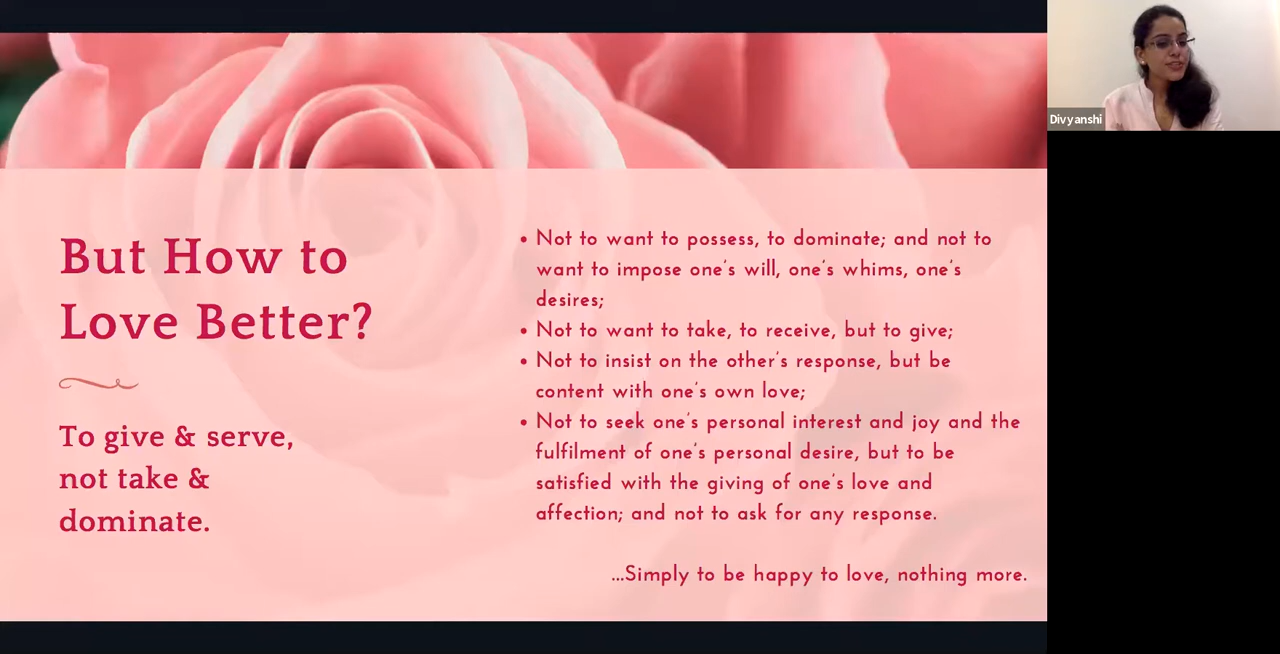 But How to
Love Better?
To give & serve,
not take &
dominate.
• Not to want to possess, to dominate; and not to
want to impose one's will, one's whims, one's
desires;
• Not to want to take, to receive, but to give;
• Not to insist on the other's response, but be
content with one's own love;
• Not to seek one's personal interest and joy and the
fulfilment of one's personal desire, but to be
satisfied with the giving of one's love and
affection; and not to ask for any response.
...Simply to be happy to love, nothing more.
Divyanshi